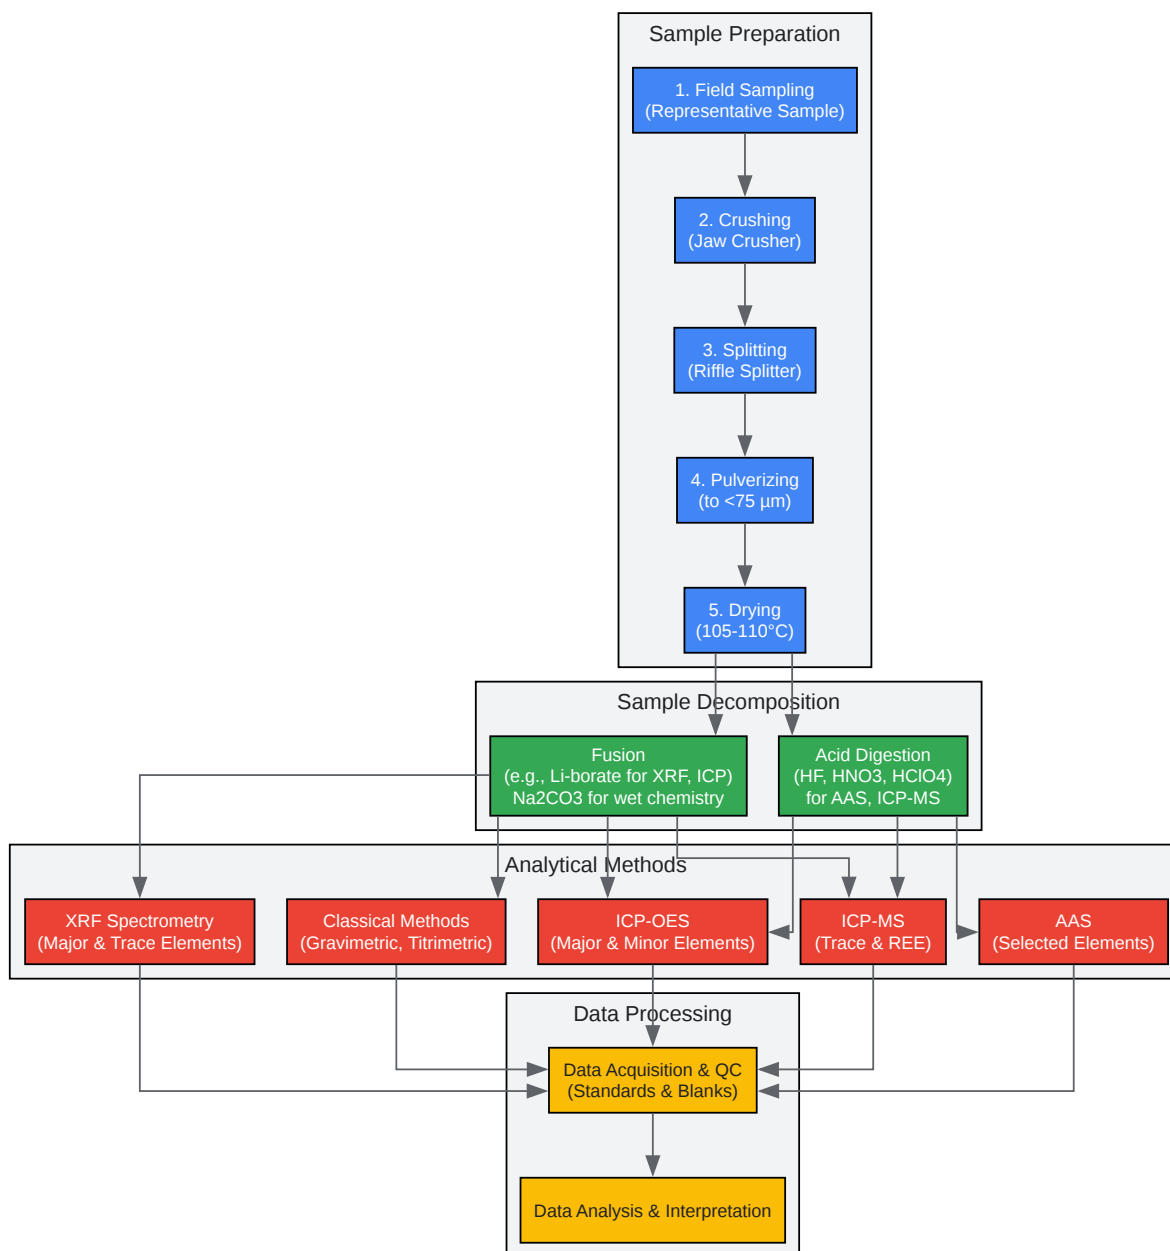 Sample Preparation
1. Field Sampling
(Representative Sample)
2. Crushing
(Jaw Crusher)
3. Splitting
(Riffle Splitter)
4. Pulverizing
(to <75 µm)
5. Drying
(105-110°C)
Sample Decomposition
Fusion
(e.g., Li-borate for XRF, ICP)
Na2CO3 for wet chemistry
Acid Digestion
(HF, HNO3, HClO4)
for AAS, ICP-MS
Analytical Methods
XRF Spectrometry
(Major & Trace Elements)
Classical Methods
(Gravimetric, Titrimetric)
ICP-OES
(Major & Minor Elements)
ICP-MS
(Trace & REE)
AAS
(Selected Elements)
Data Processing
Data Acquisition & QC
(Standards & Blanks)
Data Analysis & Interpretation